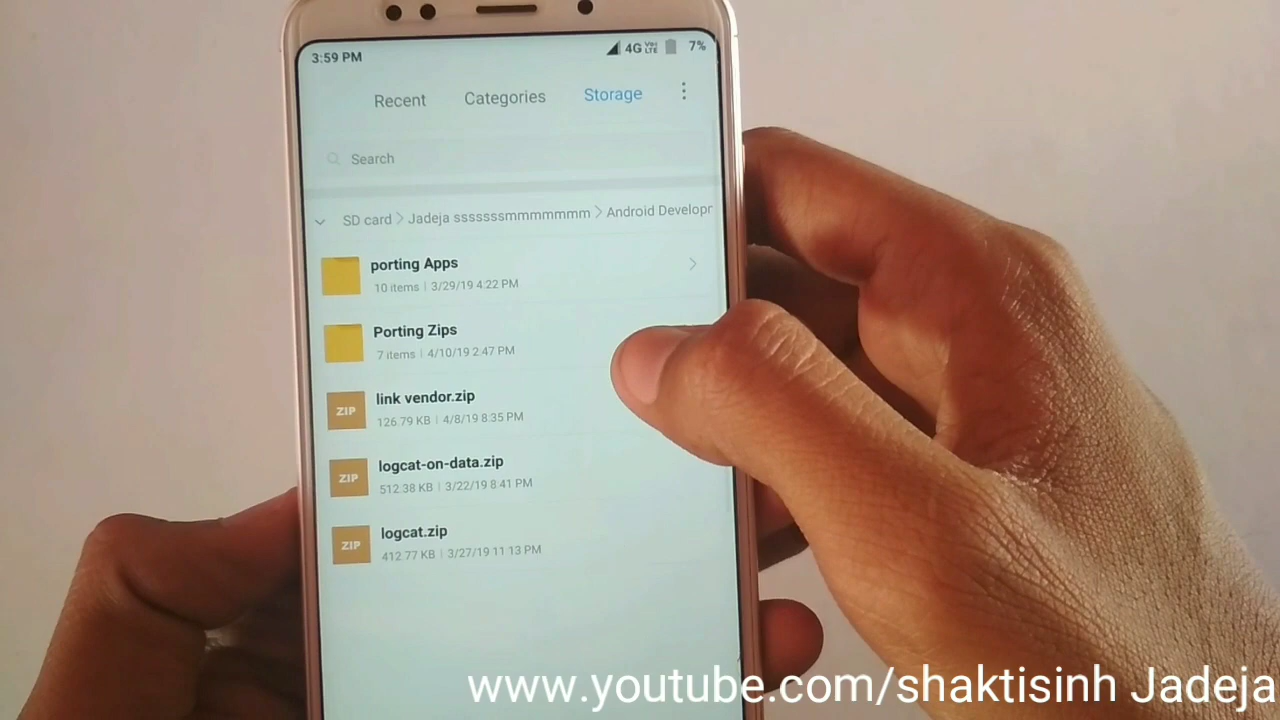 3:59 PM 4G VoLTE 7%
Recent Categories Storage
Search
SD card > Jadeja sssssssmmmmmmm > Android Developr
porting Apps
10 items | 3/29/19 4:22 PM
Porting Zips
7 items | 4/10/19 2:47 PM
ZIP link vendor.zip
126.79 KB | 4/8/19 8:35 PM
ZIP logcat-on-data.zip
512.38 KB | 3/22/19 8:41 PM
ZIP logcat.zip
412.77 KB | 3/27/19 11:13 PM
www.youtube.com/shaktisinh Jadeja